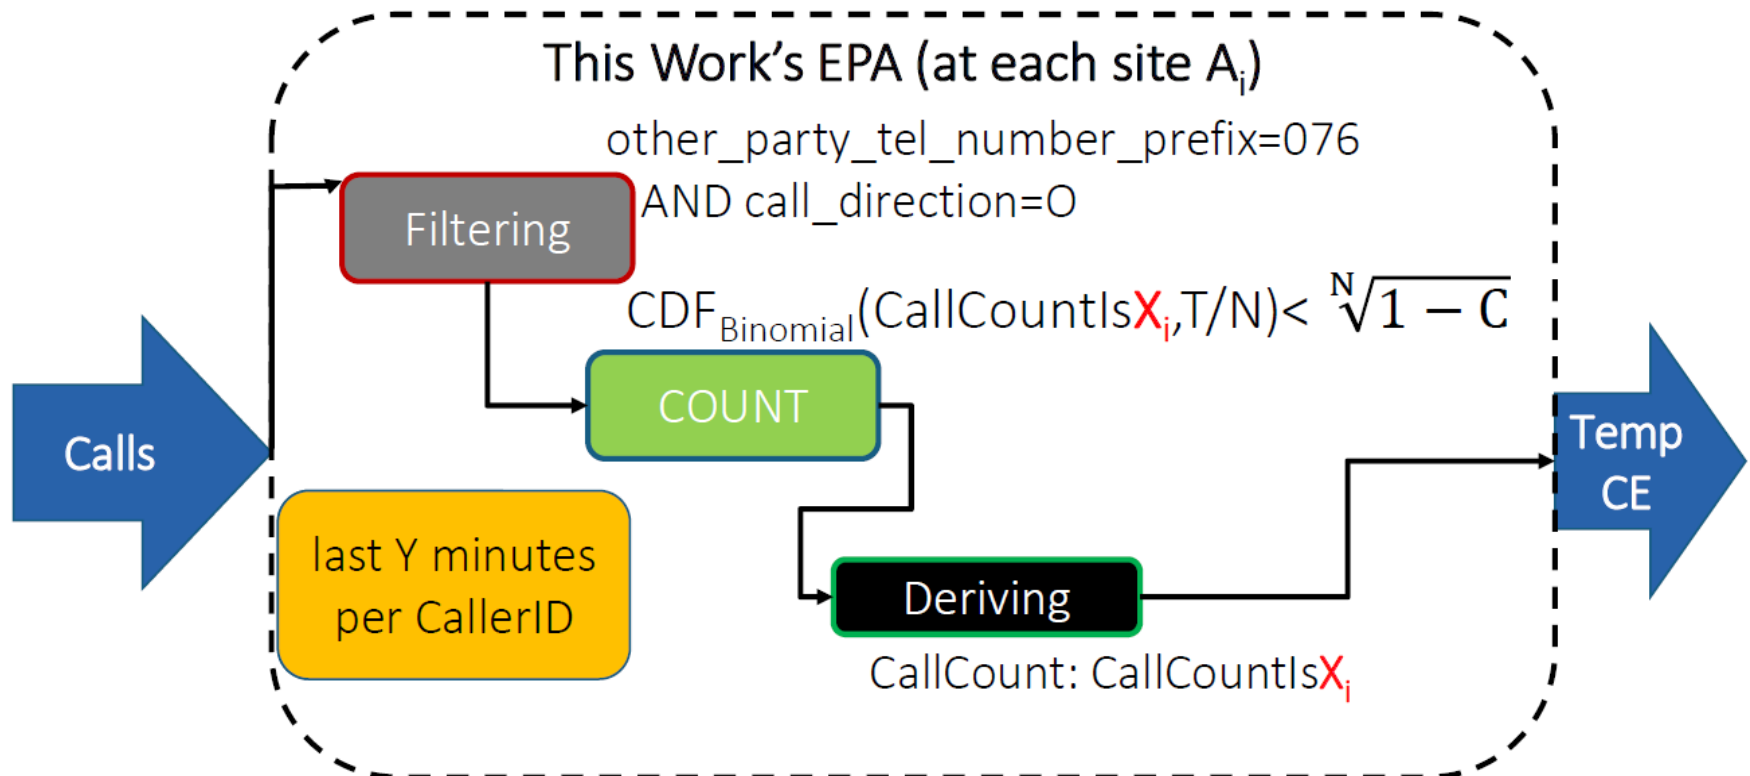 This Work's EPA (at each site Aᵢ)
other_party_tel_number_prefix=076
AND call_direction=O
Filtering
CDF_Binomial(CallCountIsXᵢ,T/N)< ᴺ√1 − C
COUNT
Calls
Temp
CE
last Y minutes
per CallerID
Deriving
CallCount: CallCountIsXᵢ